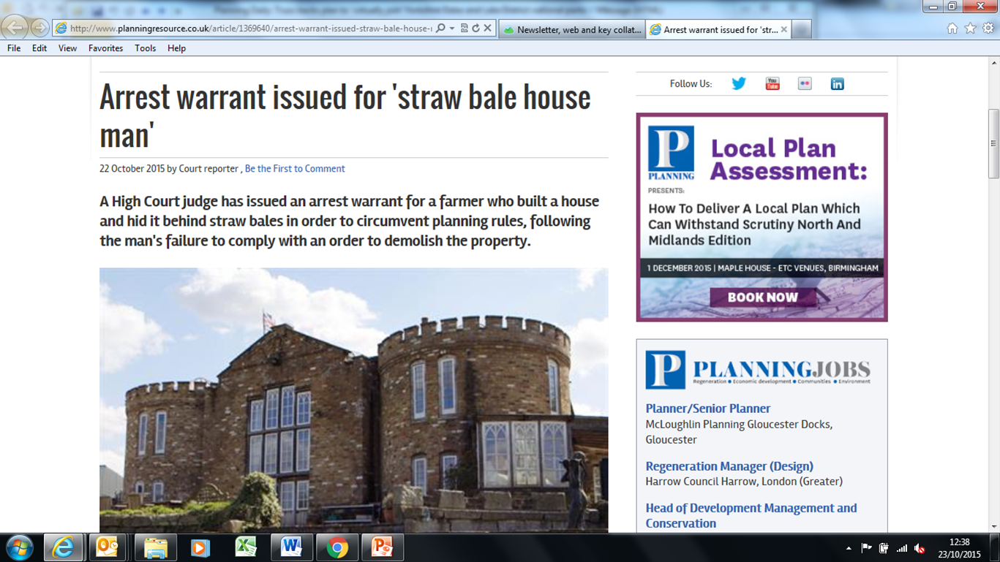 http://www.planningresource.co.uk/article/1369640/arrest-warrant-issued-straw-bale-house-
Newsletter, web and key collat...
Arrest warrant issued for 'str...
File Edit View Favorites Tools Help
Arrest warrant issued for 'straw bale house
man'
22 October 2015 by Court reporter , Be the First to Comment
A High Court judge has issued an arrest warrant for a farmer who built a house
and hid it behind straw bales in order to circumvent planning rules, following
the man's failure to comply with an order to demolish the property.
Follow Us:
You
Tube
in
P
PLANNING
Local Plan
Assessment:
PRESENTS:
How To Deliver A Local Plan Which
Can Withstand Scrutiny North And
Midlands Edition
1 DECEMBER 2015 | MAPLE HOUSE - ETC VENUES, BIRMINGHAM
BOOK NOW
P PLANNINGJOBS
Regeneration • Economic development • Communities • Environment
Planner/Senior Planner
McLoughlin Planning Gloucester Docks,
Gloucester
Regeneration Manager (Design)
Harrow Council Harrow, London (Greater)
Head of Development Management and
Conservation
12:38
23/10/2015